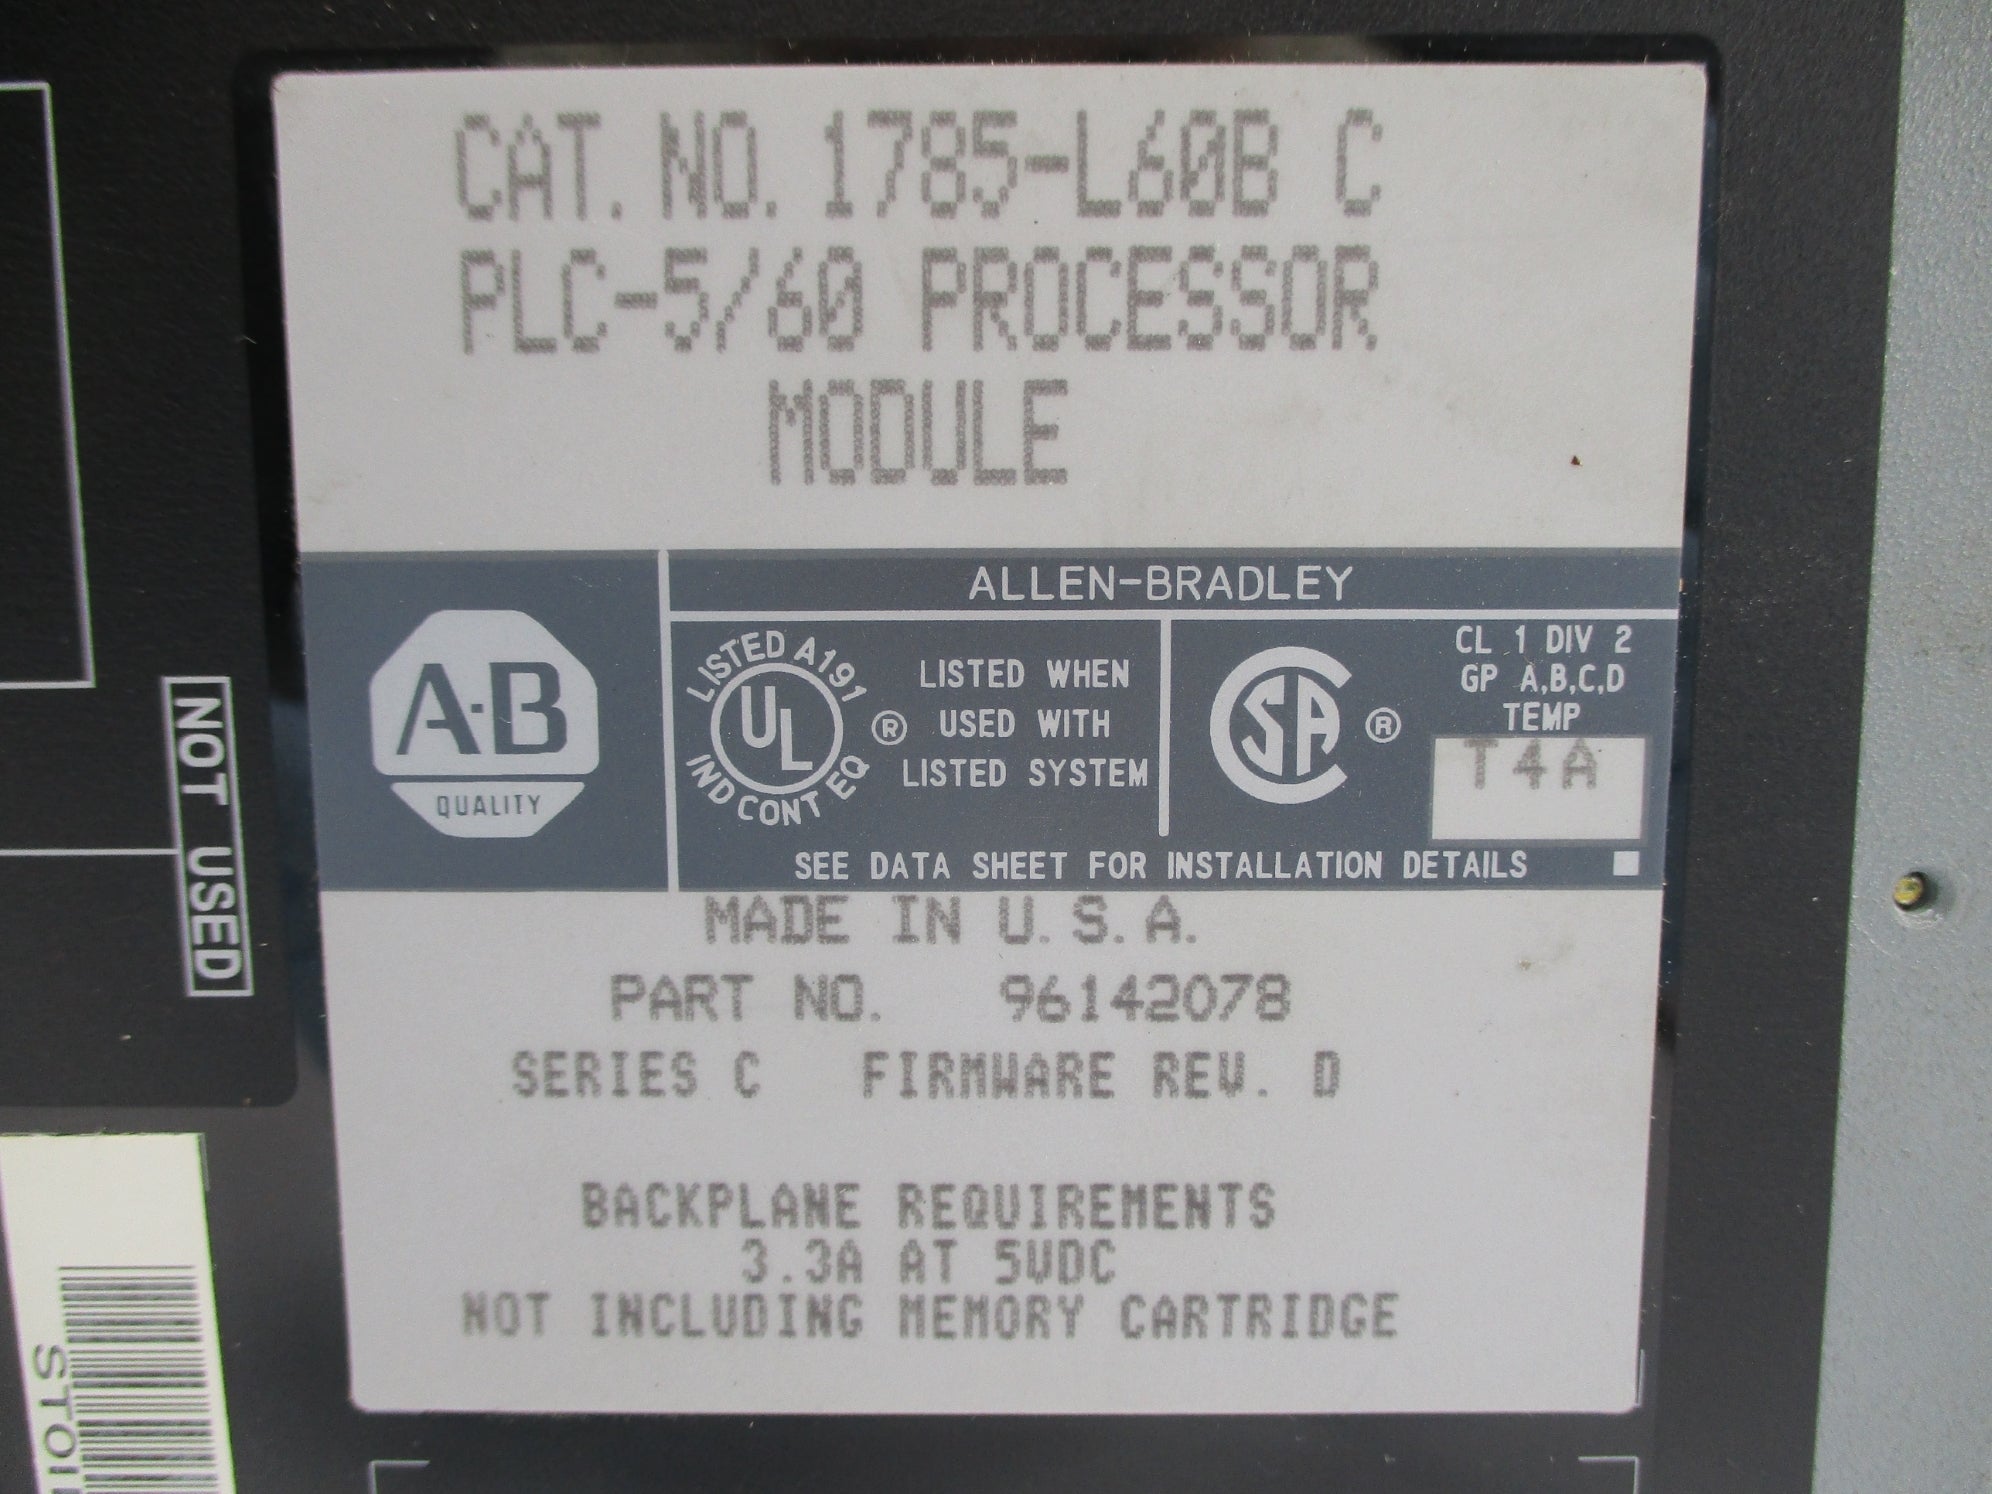 CAT. NO. 1785-L60B C
PLC-5/60 PROCESSOR
MODULE
ALLEN-BRADLEY
A-B
QUALITY
LISTED A191
UL
IND CONT EQ
®
LISTED WHEN
USED WITH
LISTED SYSTEM
SA
®
CL 1 DIV 2
GP A,B,C,D
TEMP
T4A
SEE DATA SHEET FOR INSTALLATION DETAILS
MADE IN U.S.A.
PART NO. 96142078
SERIES C FIRMWARE REV. D
BACKPLANE REQUIREMENTS
3.3A AT 5VDC
NOT INCLUDING MEMORY CARTRIDGE
NOT USED